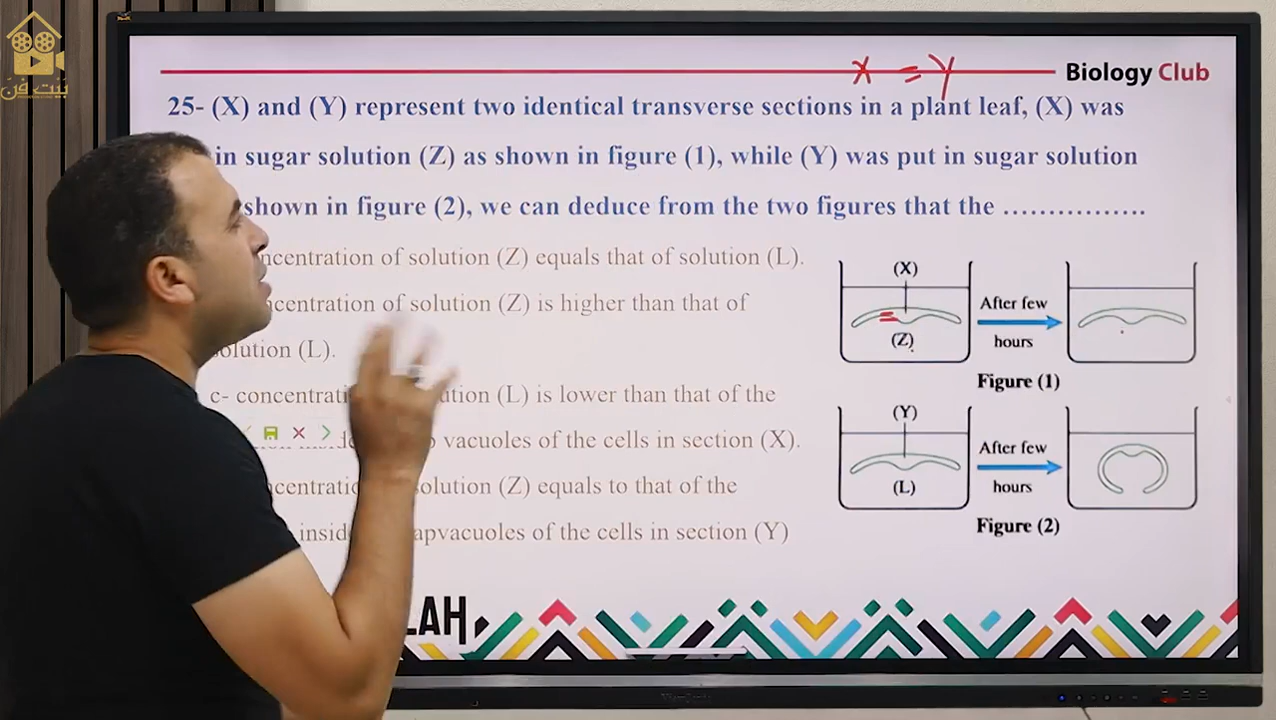 بَيْت فَنّ
X = Y
Biology Club
25- (X) and (Y) represent two identical transverse sections in a plant leaf, (X) was
in sugar solution (Z) as shown in figure (1), while (Y) was put in sugar solution
shown in figure (2), we can deduce from the two figures that the ................
ncentration of solution (Z) equals that of solution (L).
ncentration of solution (Z) is higher than that of
olution (L).
c- concentrati ution (L) is lower than that of the
vacuoles of the cells in section (X).
ncentratio olution (Z) equals to that of the
inside apvacuoles of the cells in section (Y)
(X)
(Z)
After few
hours
Figure (1)
(Y)
(L)
After few
hours
Figure (2)
LAH